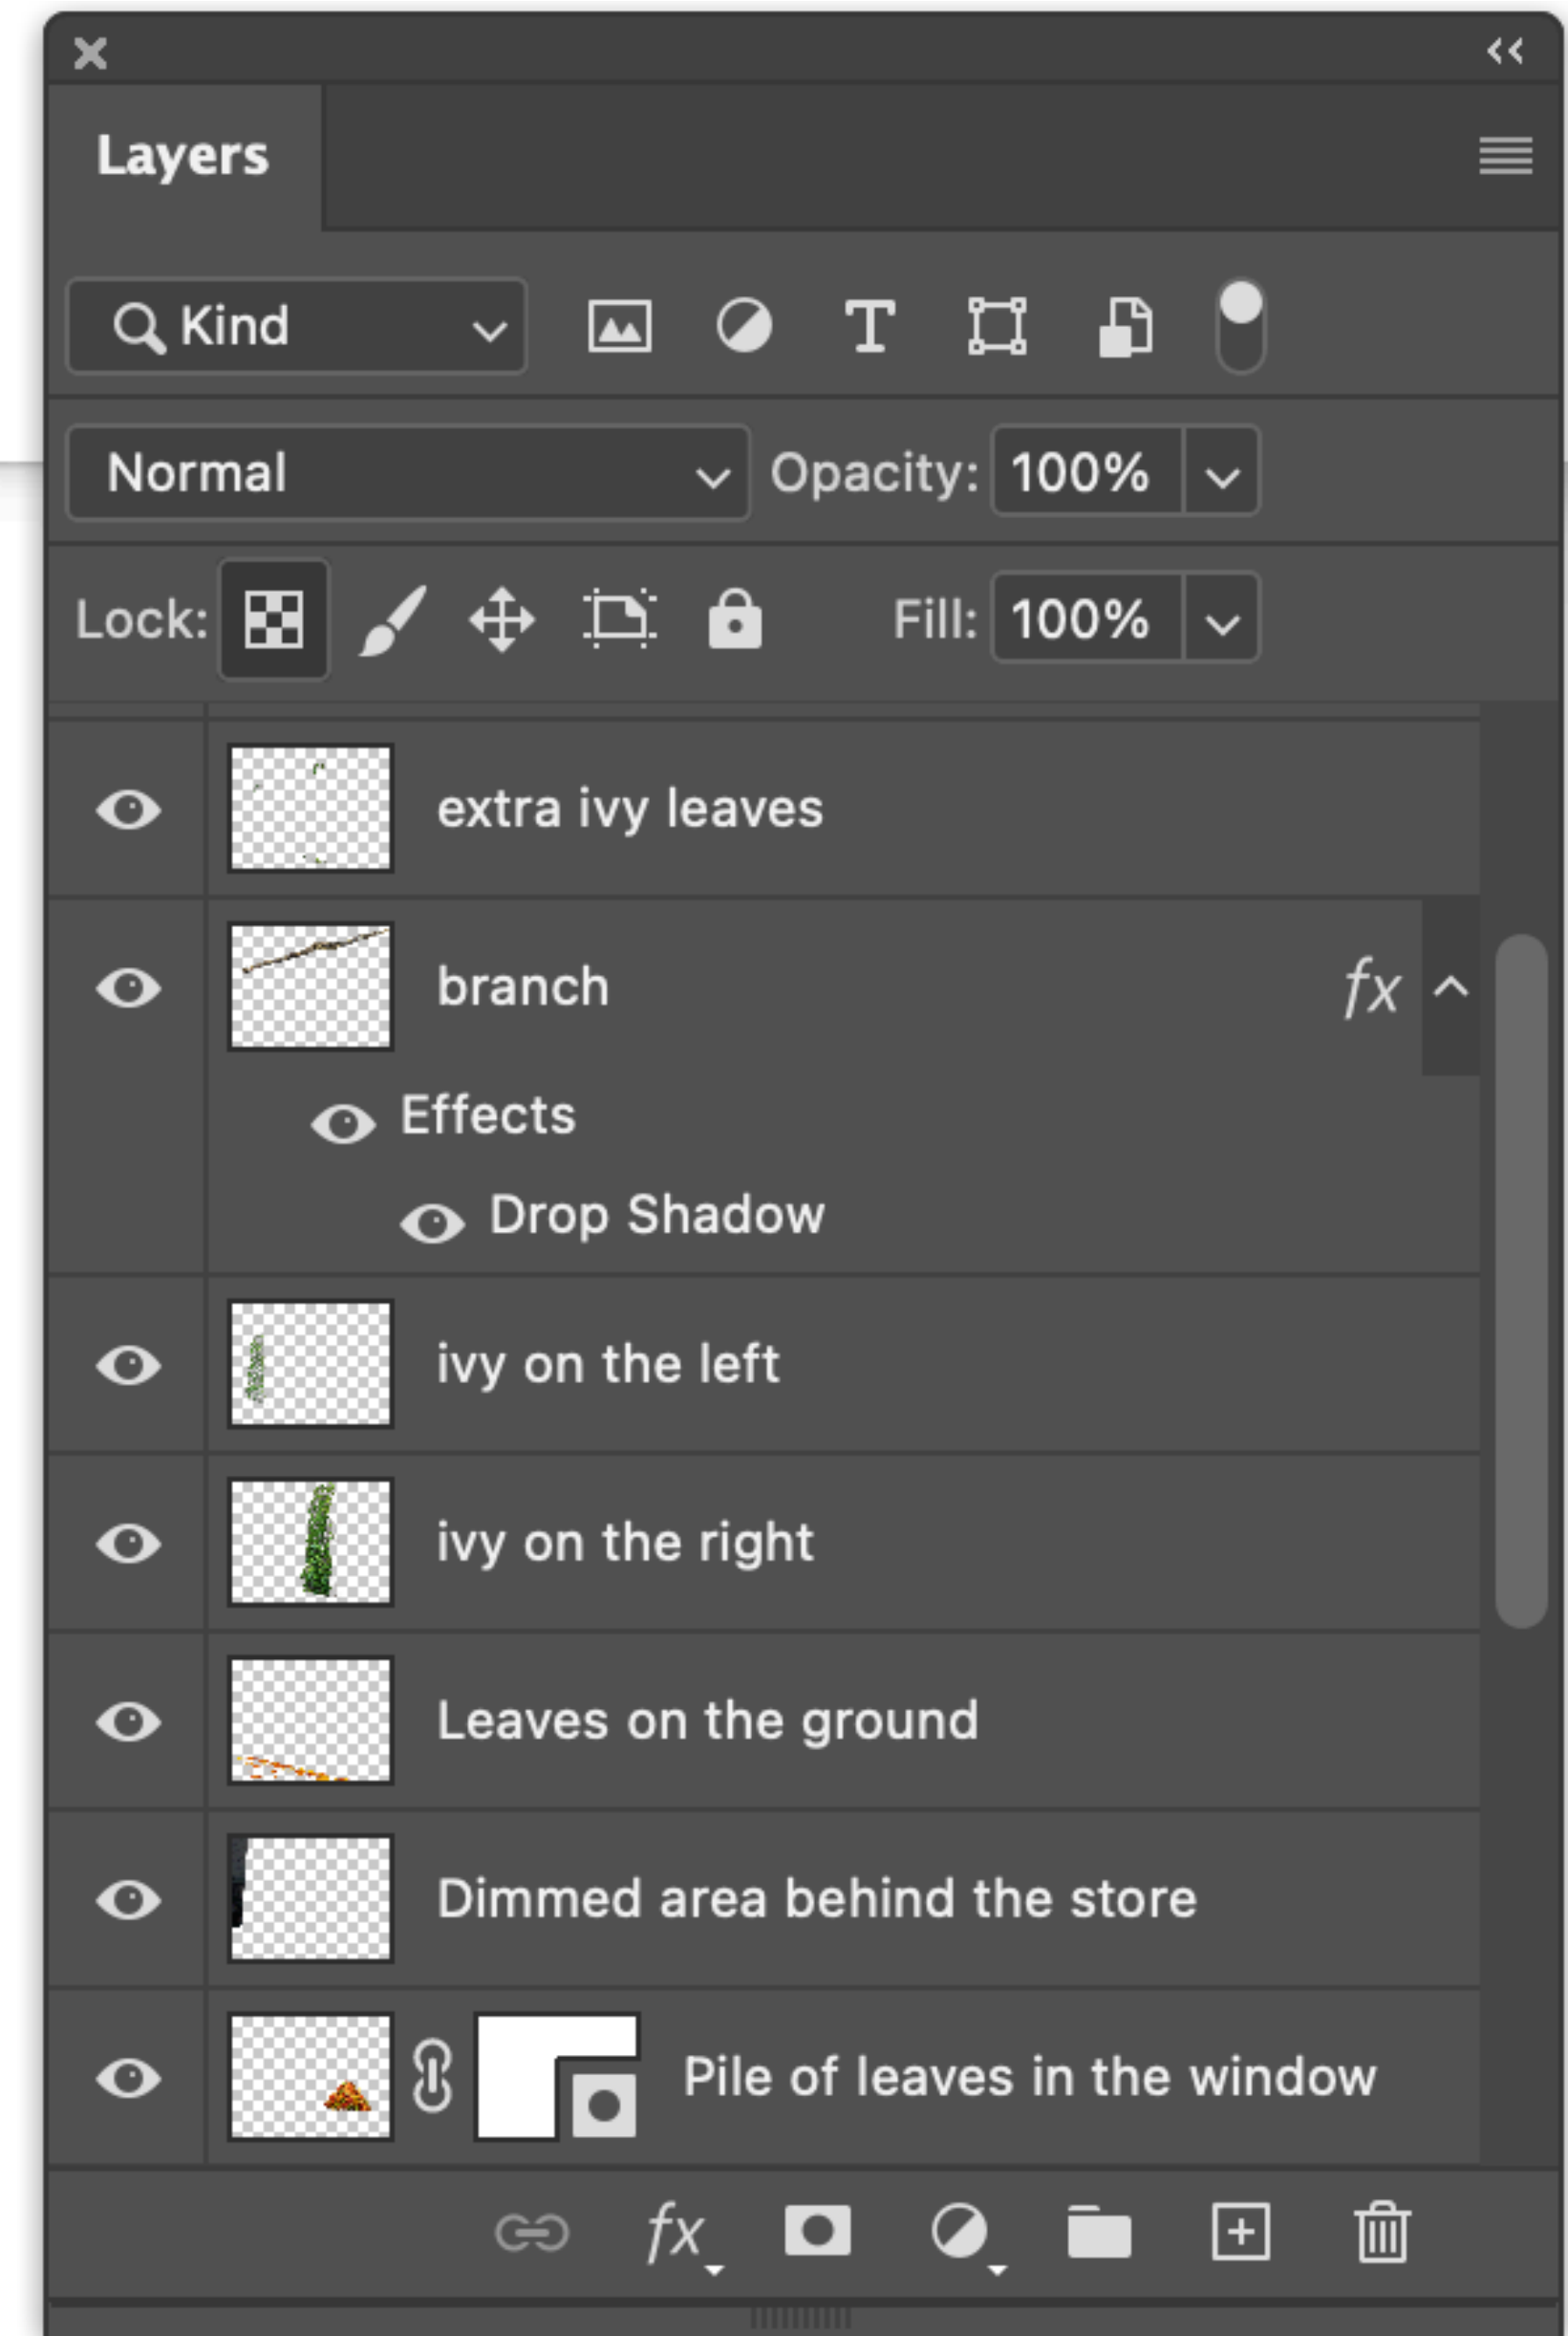 Layers
Kind
Normal Opacity: 100%
Lock: Fill: 100%
extra ivy leaves
branch fx
Effects
Drop Shadow
ivy on the left
ivy on the right
Leaves on the ground
Dimmed area behind the store
Pile of leaves in the window
fx